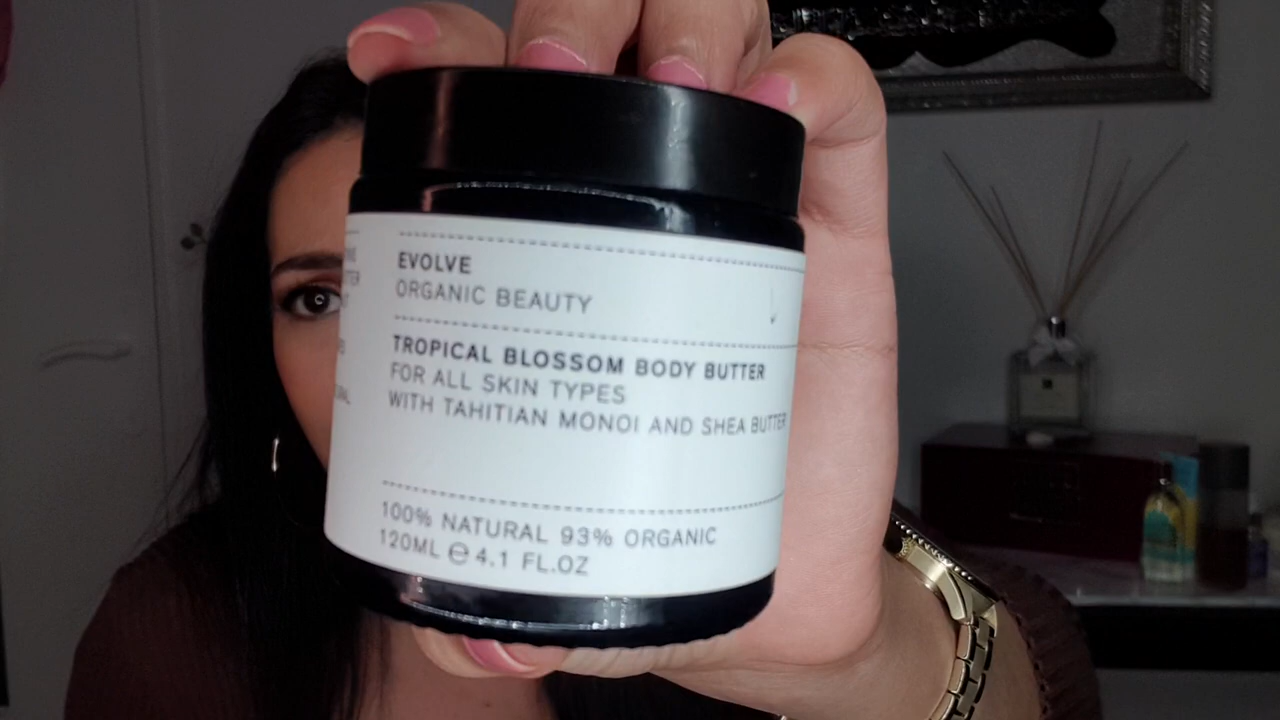 EVOLVE
ORGANIC BEAUTY
TROPICAL BLOSSOM BODY BUTTER
FOR ALL SKIN TYPES
WITH TAHITIAN MONOI AND SHEA BUTTER
100% NATURAL 93% ORGANIC
120ML ℮ 4.1 FL.OZ